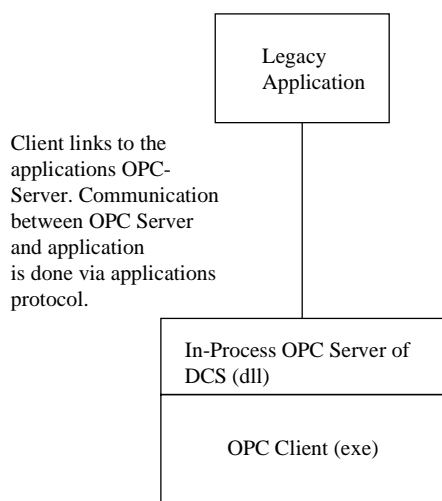 Legacy
Application
Client links to the
applications OPC-
Server. Communication
between OPC Server
and application
is done via applications
protocol.
In-Process OPC Server of
DCS (dll)
OPC Client (exe)